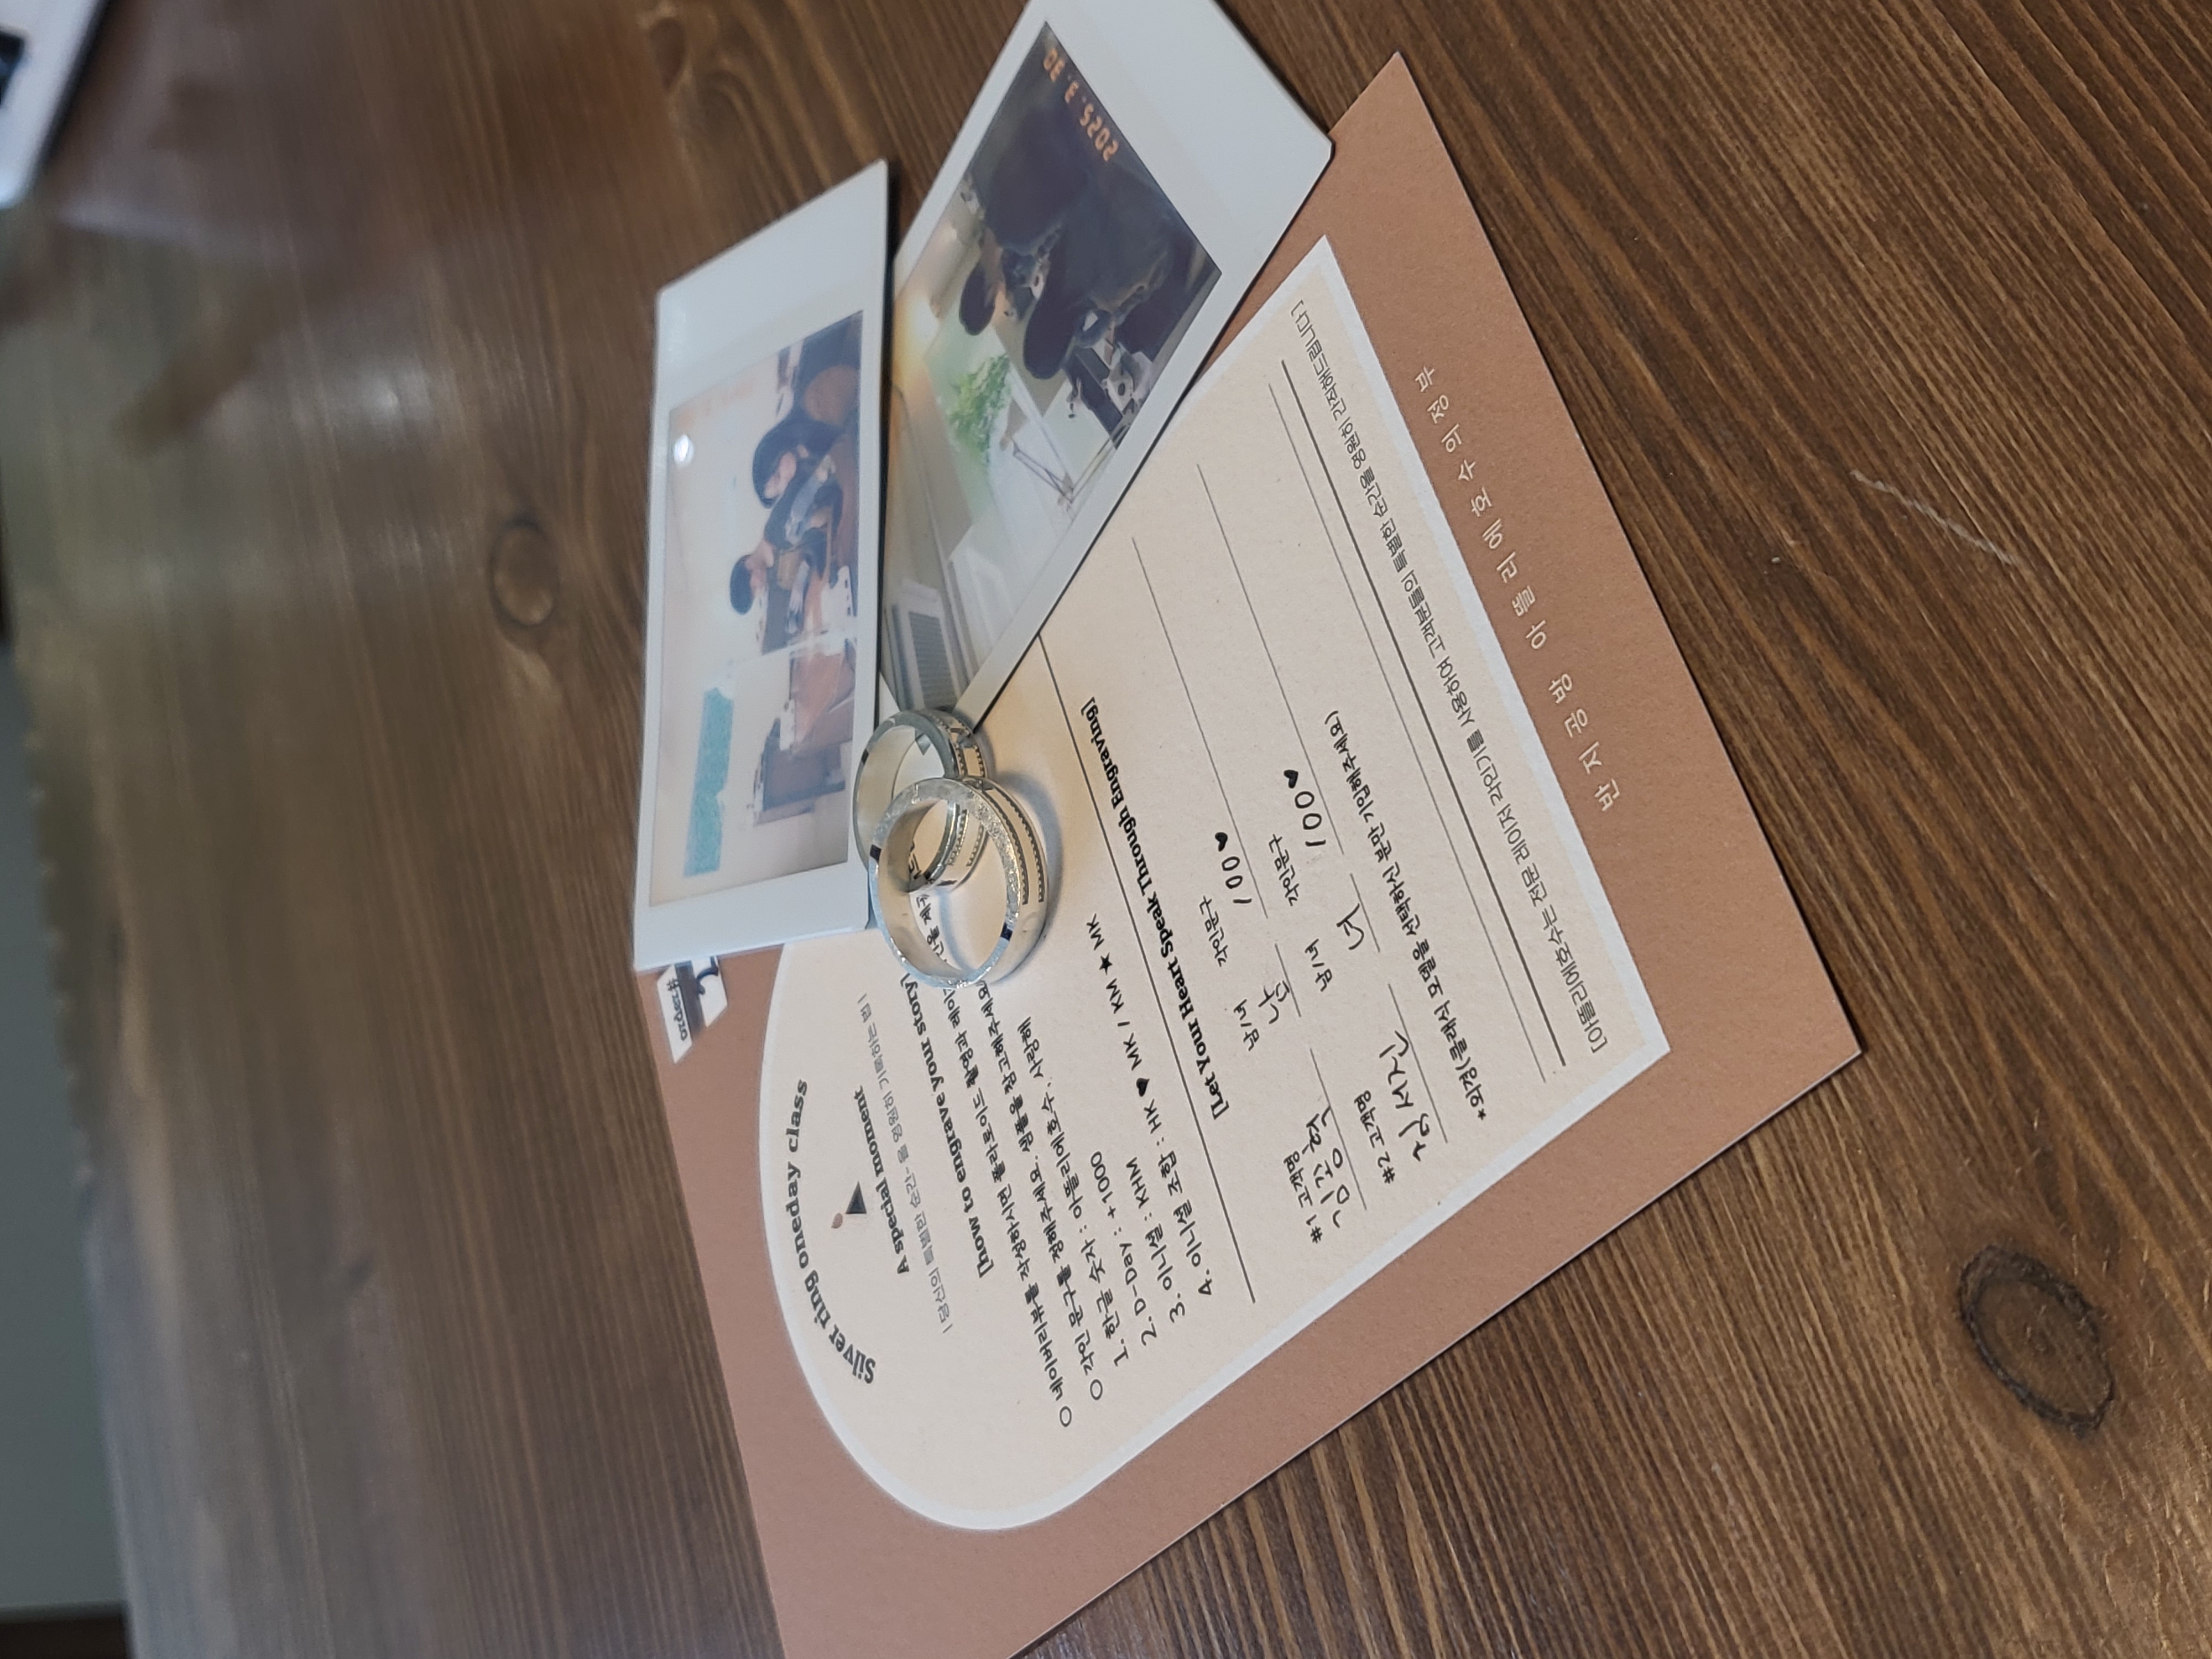 order#
2
Silver ring oneday class
A special moment
| 당신의 특별한 순간-을 영원히 기록하는 법 |
[how to engrave your story]
○ 네이버리뷰를 작성하시면 폴라로이드 촬영과 레이저 각인을 제공
○ 각인 문구를 정해주세요. 샘플을 참고해주세요
1. 한글 숫자 : 아뜰리에호수, 사랑해
2. D-Day : +1000
3. 이니셜 : KHM
4. 이니셜 조합 : HK ♥ MK / KM ★ MK
[Let Your Heart Speak Through Engraving]
#1 고객명 남/녀 각인문구
남 100♥
#2 고객명 남/녀 각인문구
김서진 녀 100♥
*외경(클래식 모델을 선택하신 분만 기입해주세요)
[아뜰리에호수는 전문 레이저 각인기를 사용하여 고객분들의 특별한 순간을 영원히 간직해드립니다]
반지공방 아뜰리에호수의정부
2025. 3. 30